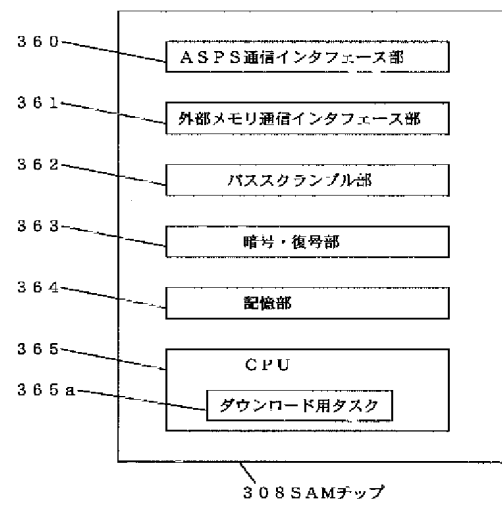 360
ASPS通信インタフェース部
361
外部メモリ通信インタフェース部
362
バススクランブル部
363
暗号・復号部
364
記憶部
365
CPU
365a
ダウンロード用タスク
308SAMチップ